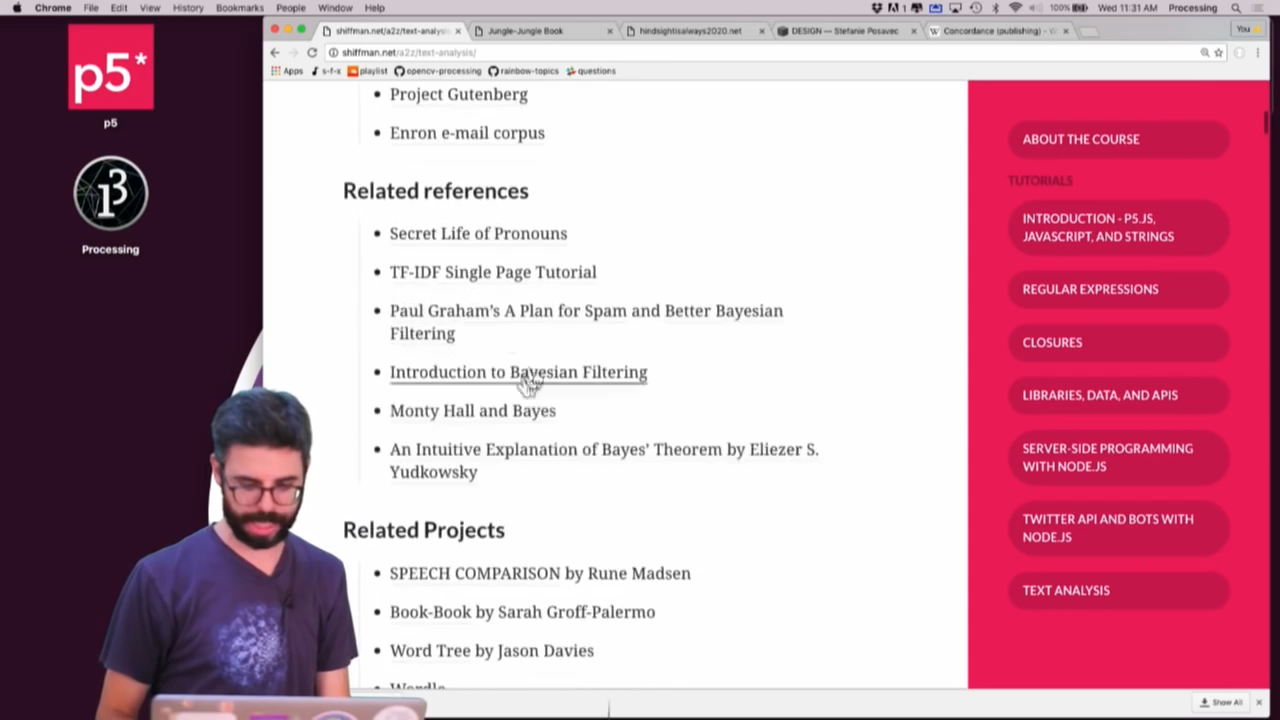 Chrome File Edit View History Bookmarks People Window Help
1 100% Wed 11:31 AM Processing
shiffman.net/a2z/text-analysis
Jungle-Jungle Book
hindsightisalways2020.net
DESIGN — Stefanie Posavec
Concordance (publishing) - W
You
shiffman.net/a2z/text-analysis/
Apps s-f-x playlist opencv-processing rainbow-topics questions
p5*
p5
Processing
Project Gutenberg
Enron e-mail corpus
Related references
Secret Life of Pronouns
TF-IDF Single Page Tutorial
Paul Graham's A Plan for Spam and Better Bayesian
Filtering
Introduction to Bayesian Filtering
Monty Hall and Bayes
An Intuitive Explanation of Bayes' Theorem by Eliezer S.
Yudkowsky
Related Projects
SPEECH COMPARISON by Rune Madsen
Book-Book by Sarah Groff-Palermo
Word Tree by Jason Davies
Wordle
ABOUT THE COURSE
TUTORIALS
INTRODUCTION - P5.JS,
JAVASCRIPT, AND STRINGS
REGULAR EXPRESSIONS
CLOSURES
LIBRARIES, DATA, AND APIS
SERVER-SIDE PROGRAMMING
WITH NODE.JS
TWITTER API AND BOTS WITH
NODE.JS
TEXT ANALYSIS
Show All